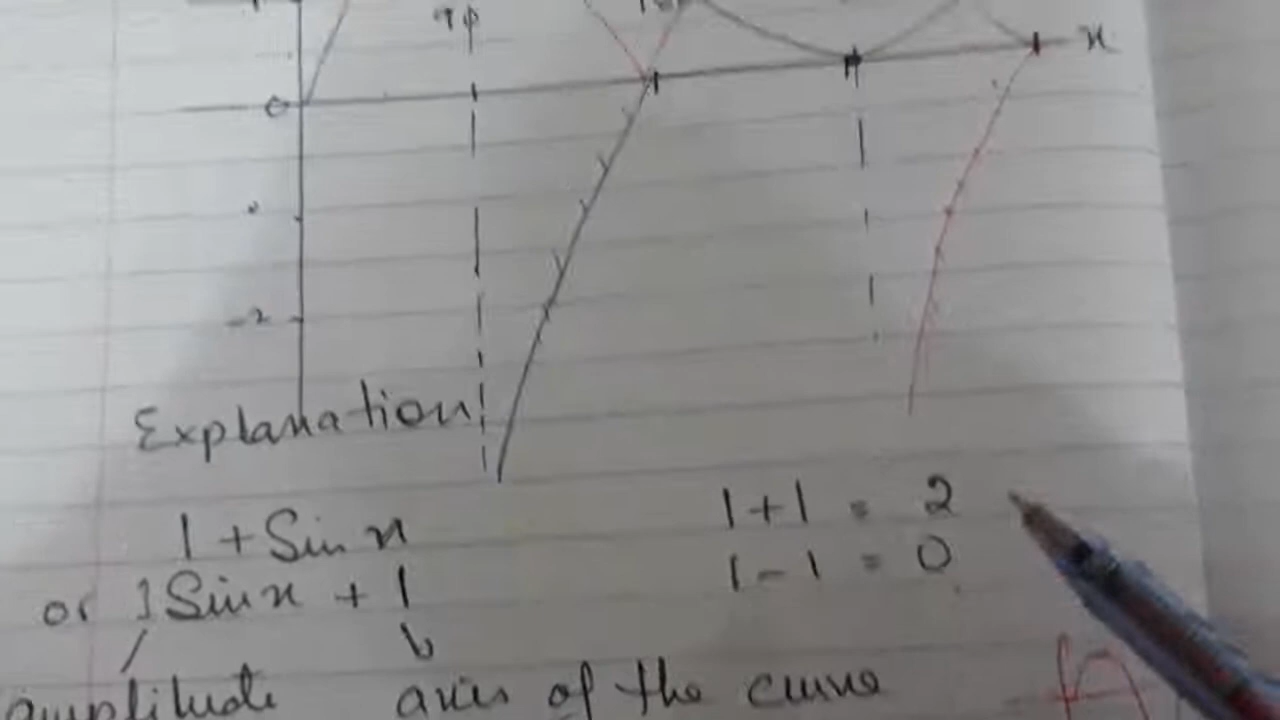 x
0
-2
Explanation
1 + Sin x
1+1 = 2
or 1 Sin x + 1
1-1 = 0
amplitude axis of the curve